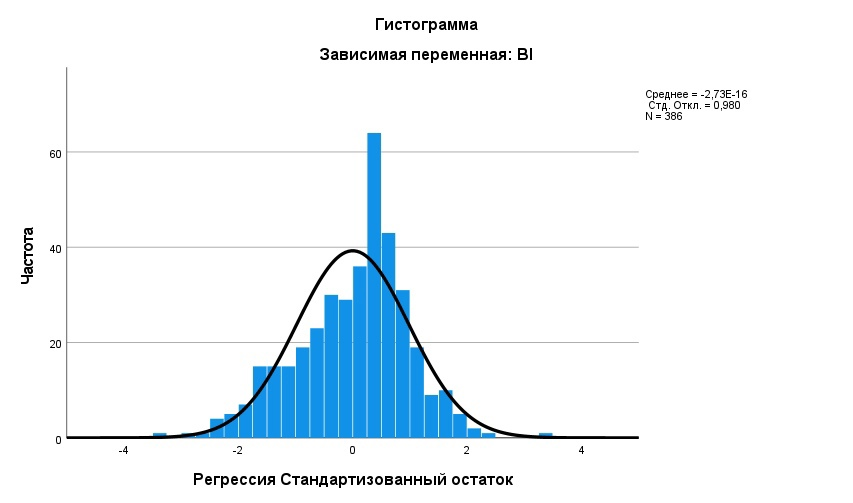 Гистограмма
Зависимая переменная: BI
Среднее = -2,73E-16
Стд. Откл. = 0,980
N = 386
Частота
60
40
20
0
-4
-2
0
2
4
Регрессия Стандартизованный остаток